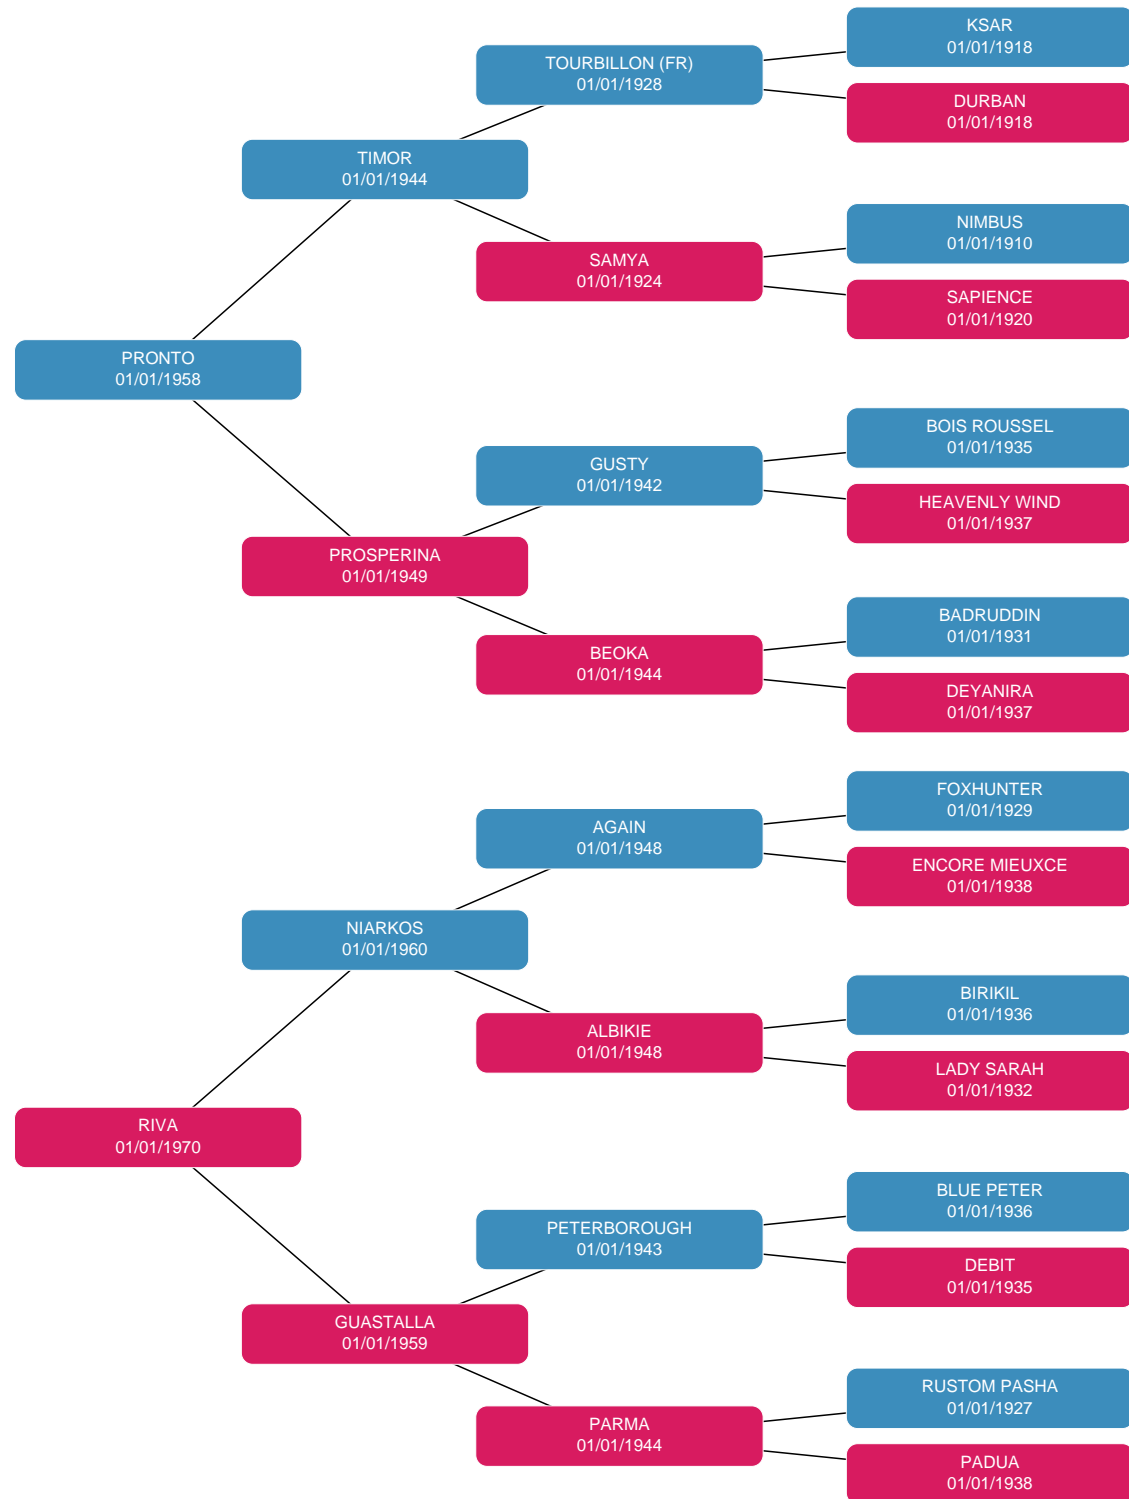 KSAR
01/01/1918
TOURBILLON (FR)
01/01/1928
DURBAN
01/01/1918
TIMOR
01/01/1944
NIMBUS
01/01/1910
SAMYA
01/01/1924
SAPIENCE
01/01/1920
PRONTO
01/01/1958
BOIS ROUSSEL
01/01/1935
GUSTY
01/01/1942
HEAVENLY WIND
01/01/1937
PROSPERINA
01/01/1949
BADRUDDIN
01/01/1931
BEOKA
01/01/1944
DEYANIRA
01/01/1937
FOXHUNTER
01/01/1929
AGAIN
01/01/1948
ENCORE MIEUXCE
01/01/1938
NIARKOS
01/01/1960
BIRIKIL
01/01/1936
ALBIKIE
01/01/1948
LADY SARAH
01/01/1932
RIVA
01/01/1970
BLUE PETER
01/01/1936
PETERBOROUGH
01/01/1943
DEBIT
01/01/1935
GUASTALLA
01/01/1959
RUSTOM PASHA
01/01/1927
PARMA
01/01/1944
PADUA
01/01/1938